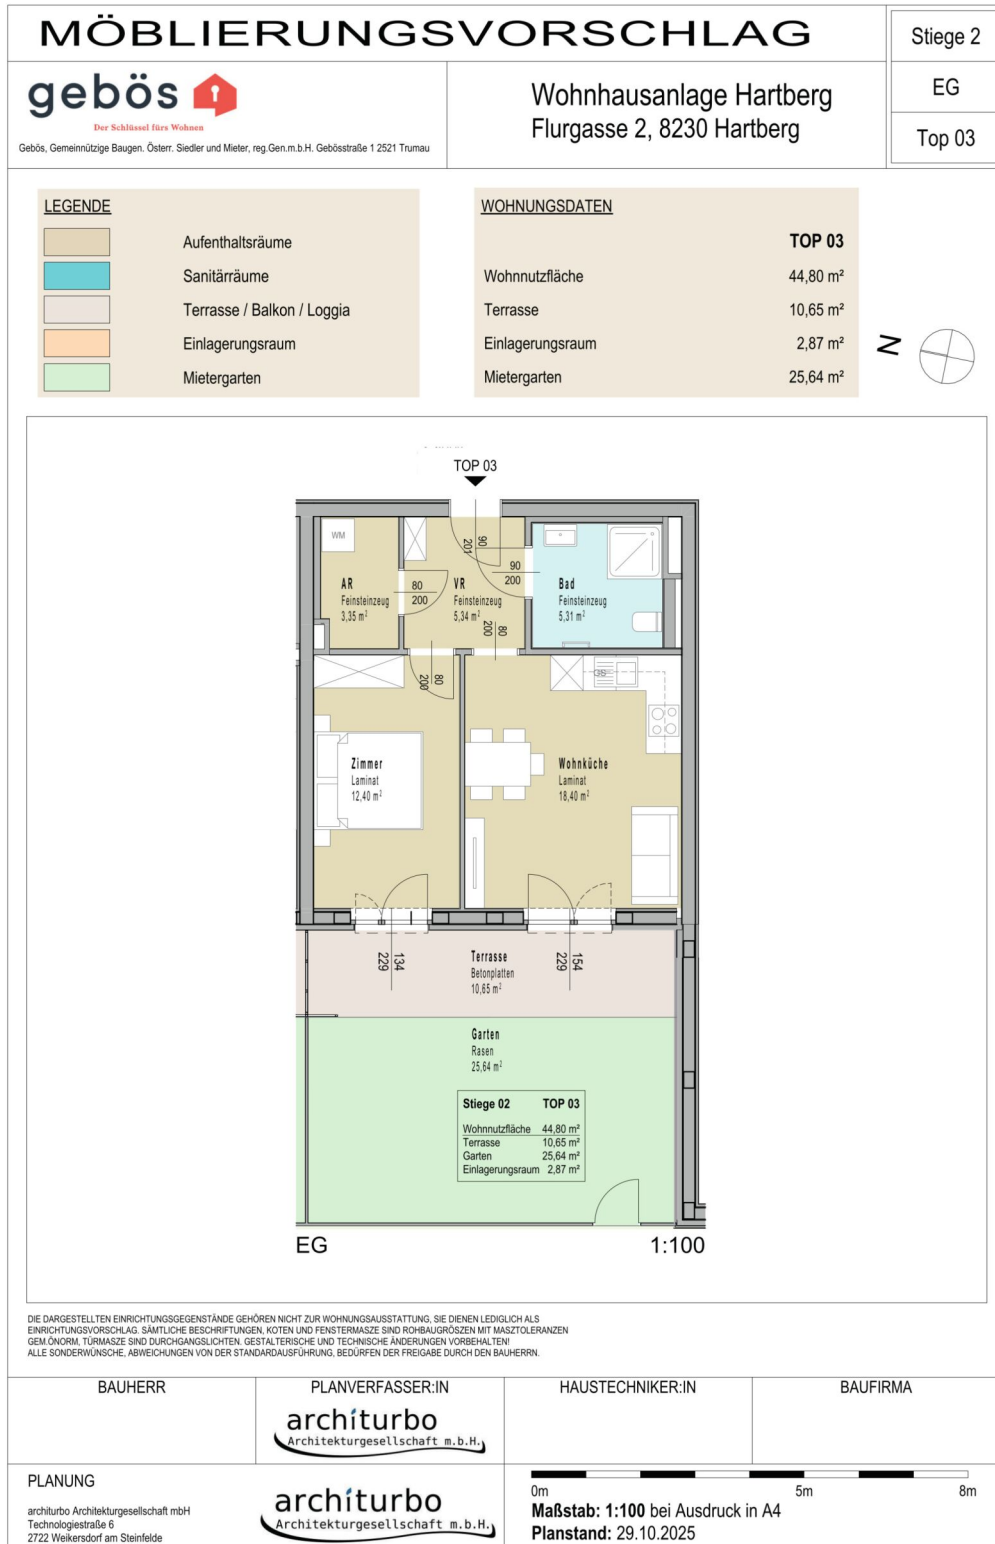 MÖBLIERUNGSVORSCHLAG
Stiege 2
EG
Top 03
gebös
Der Schlüssel fürs Wohnen
Gebös, Gemeinnützige Baugen. Österr. Siedler und Mieter, reg.Gen.m.b.H. Gebösstraße 1 2521 Trumau
Wohnhausanlage Hartberg
Flurgasse 2, 8230 Hartberg
LEGENDE
Aufenthaltsräume
Sanitärräume
Terrasse / Balkon / Loggia
Einlagerungsraum
Mietergarten
WOHNUNGSDATEN
TOP 03
Wohnnutzfläche 44,80 m²
Terrasse 10,65 m²
Einlagerungsraum 2,87 m²
Mietergarten 25,64 m²
N
TOP 03
WM
AR
Feinsteinzeug
3,35 m²
80
200
VR
Feinsteinzeug
5,34 m²
90
201
90
200
Bad
Feinsteinzeug
5,31 m²
80
200
80
200
GS
Zimmer
Laminat
12,40 m²
Wohnküche
Laminat
18,40 m²
134
229
Terrasse
Betonplatten
10,65 m²
154
229
Garten
Rasen
25,64 m²
Stiege 02 TOP 03
Wohnnutzfläche 44,80 m²
Terrasse 10,65 m²
Garten 25,64 m²
Einlagerungsraum 2,87 m²
EG
1:100
DIE DARGESTELLTEN EINRICHTUNGSGEGENSTÄNDE GEHÖREN NICHT ZUR WOHNUNGSAUSSTATTUNG, SIE DIENEN LEDIGLICH ALS
EINRICHTUNGSVORSCHLAG. SÄMTLICHE BESCHRIFTUNGEN, KOTEN UND FENSTERMASZE SIND ROHBAUGRÖSZEN MIT MASZTOLERANZEN
GEM.ÖNORM, TÜRMASZE SIND DURCHGANGSLICHTEN. GESTALTERISCHE UND TECHNISCHE ÄNDERUNGEN VORBEHALTEN!
ALLE SONDERWÜNSCHE, ABWEICHUNGEN VON DER STANDARDAUSFÜHRUNG, BEDÜRFEN DER FREIGABE DURCH DEN BAUHERRN.
BAUHERR
PLANVERFASSER:IN
architurbo
Architekturgesellschaft m.b.H.
HAUSTECHNIKER:IN
BAUFIRMA
PLANUNG
architurbo Architekturgesellschaft mbH
Technologiestraße 6
2722 Weikersdorf am Steinfelde
architurbo
Architekturgesellschaft m.b.H.
0m 5m 8m
Maßstab: 1:100 bei Ausdruck in A4
Planstand: 29.10.2025